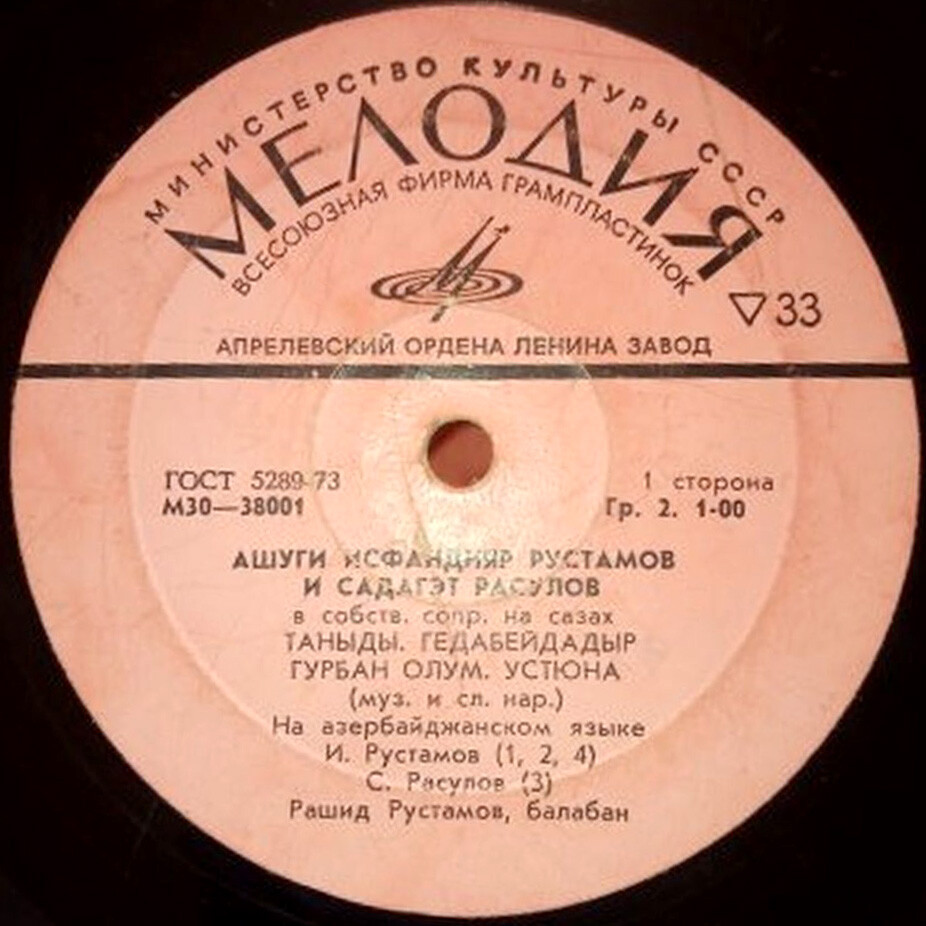 МИНИСТЕРСТВО КУЛЬТУРЫ СССР
МЕЛОДИЯ
ВСЕСОЮЗНАЯ ФИРМА ГРАМПЛАСТИНОК
33
АПРЕЛЕВСКИЙ ОРДЕНА ЛЕНИНА ЗАВОД
ГОСТ 5289-73
1 сторона
М30—38001
Гр. 2. 1-00
АШУГИ ИСФАНДИЯР РУСТАМОВ
И САДАГЭТ РАСУЛОВ
в собств. сопр. на сазах
ТАНЫДЫ. ГЕДАБЕЙДАДЫР
ГУРБАН ОЛУМ. УСТЮНА
(муз. и сл. нар.)
На азербайджанском языке
И. Рустамов (1, 2, 4)
С. Расулов (3)
Рашид Рустамов, балабан